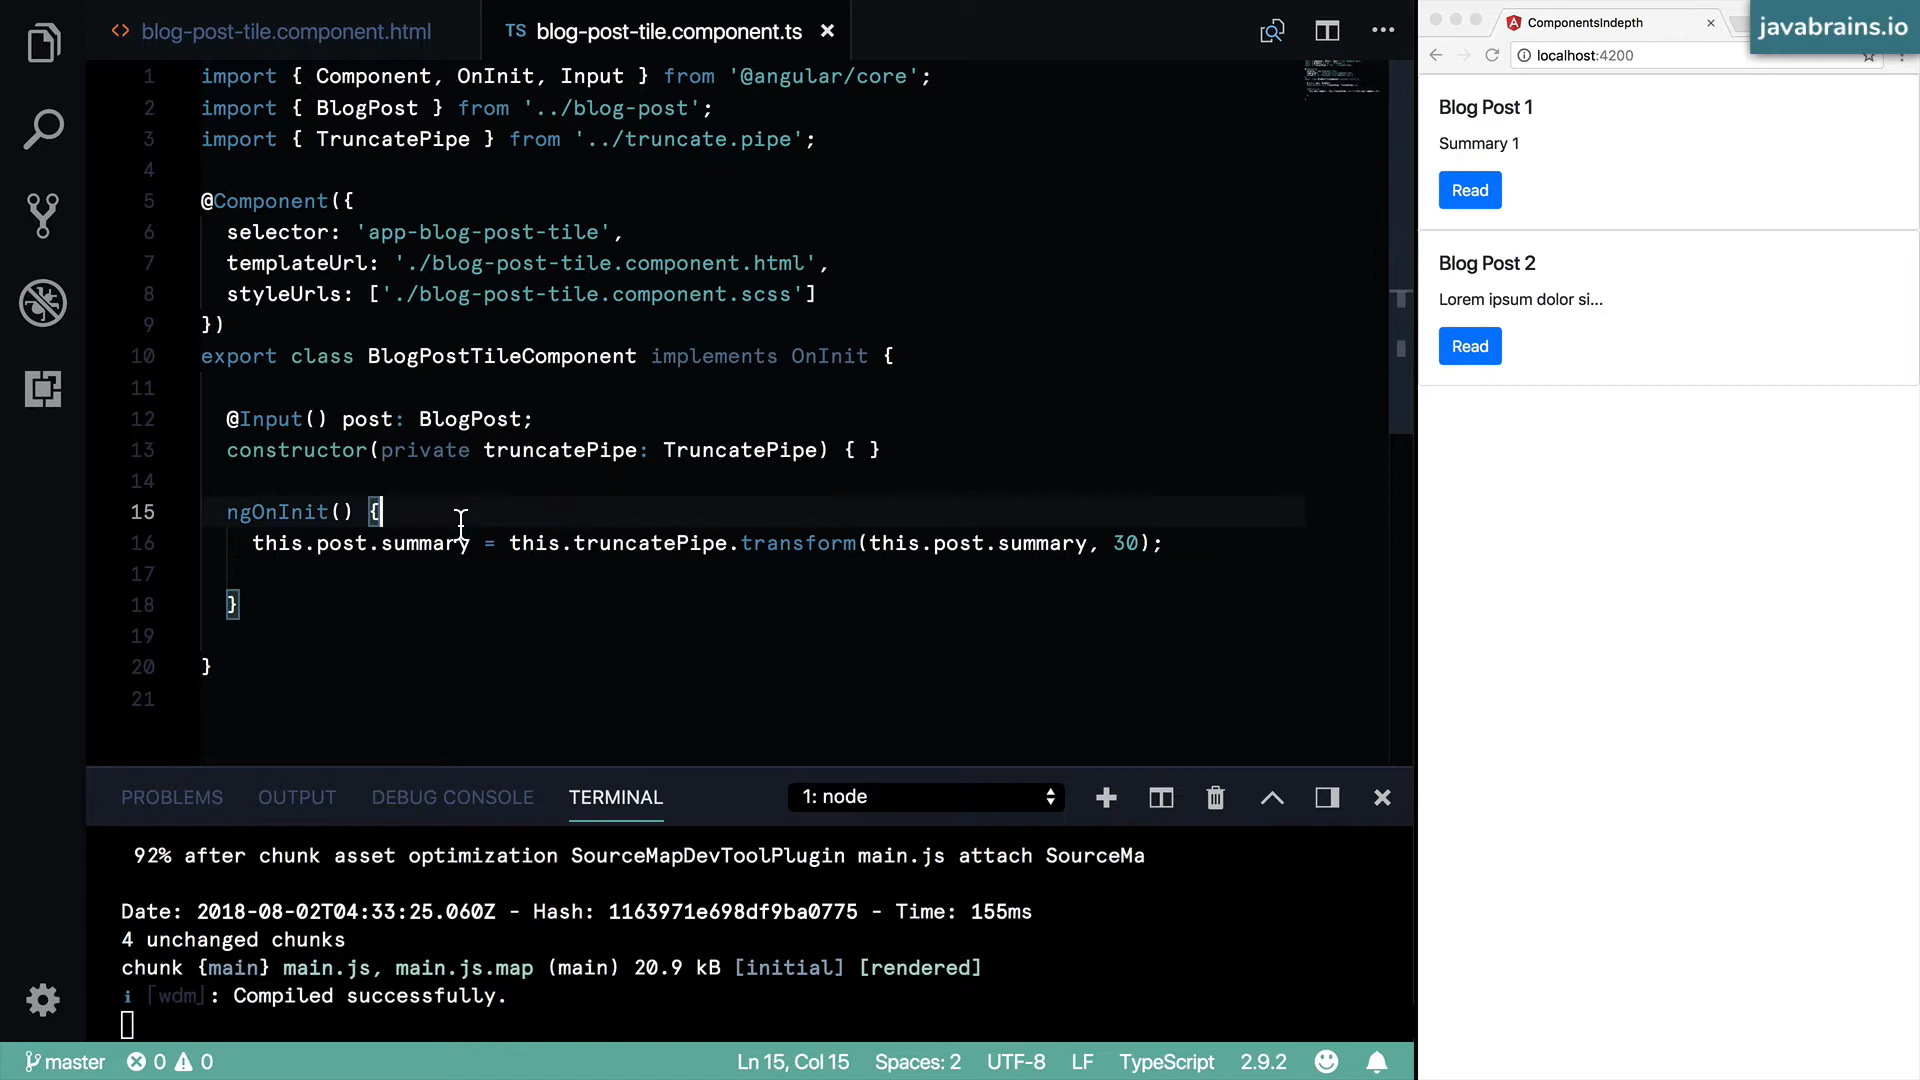 blog-post-tile.component.html
TS blog-post-tile.component.ts
1 import { Component, OnInit, Input } from '@angular/core';
2 import { BlogPost } from '../blog-post';
3 import { TruncatePipe } from '../truncate.pipe';
4
5 @Component({
6 selector: 'app-blog-post-tile',
7 templateUrl: './blog-post-tile.component.html',
8 styleUrls: ['./blog-post-tile.component.scss']
9 })
10 export class BlogPostTileComponent implements OnInit {
11
12 @Input() post: BlogPost;
13 constructor(private truncatePipe: TruncatePipe) { }
14
15 ngOnInit() {
16 this.post.summary = this.truncatePipe.transform(this.post.summary, 30);
17
18 }
19
20 }
21
PROBLEMS OUTPUT DEBUG CONSOLE TERMINAL 1: node
92% after chunk asset optimization SourceMapDevToolPlugin main.js attach SourceMa
Date: 2018-08-02T04:33:25.060Z - Hash: 1163971e698df9ba0775 - Time: 155ms
4 unchanged chunks
chunk {main} main.js, main.js.map (main) 20.9 kB [initial] [rendered]
i ｢wdm｣: Compiled successfully.
master 0 0 Ln 15, Col 15 Spaces: 2 UTF-8 LF TypeScript 2.9.2
ComponentsIndepth
javabrains.io
localhost:4200
Blog Post 1
Summary 1
Read
Blog Post 2
Lorem ipsum dolor si...
Read